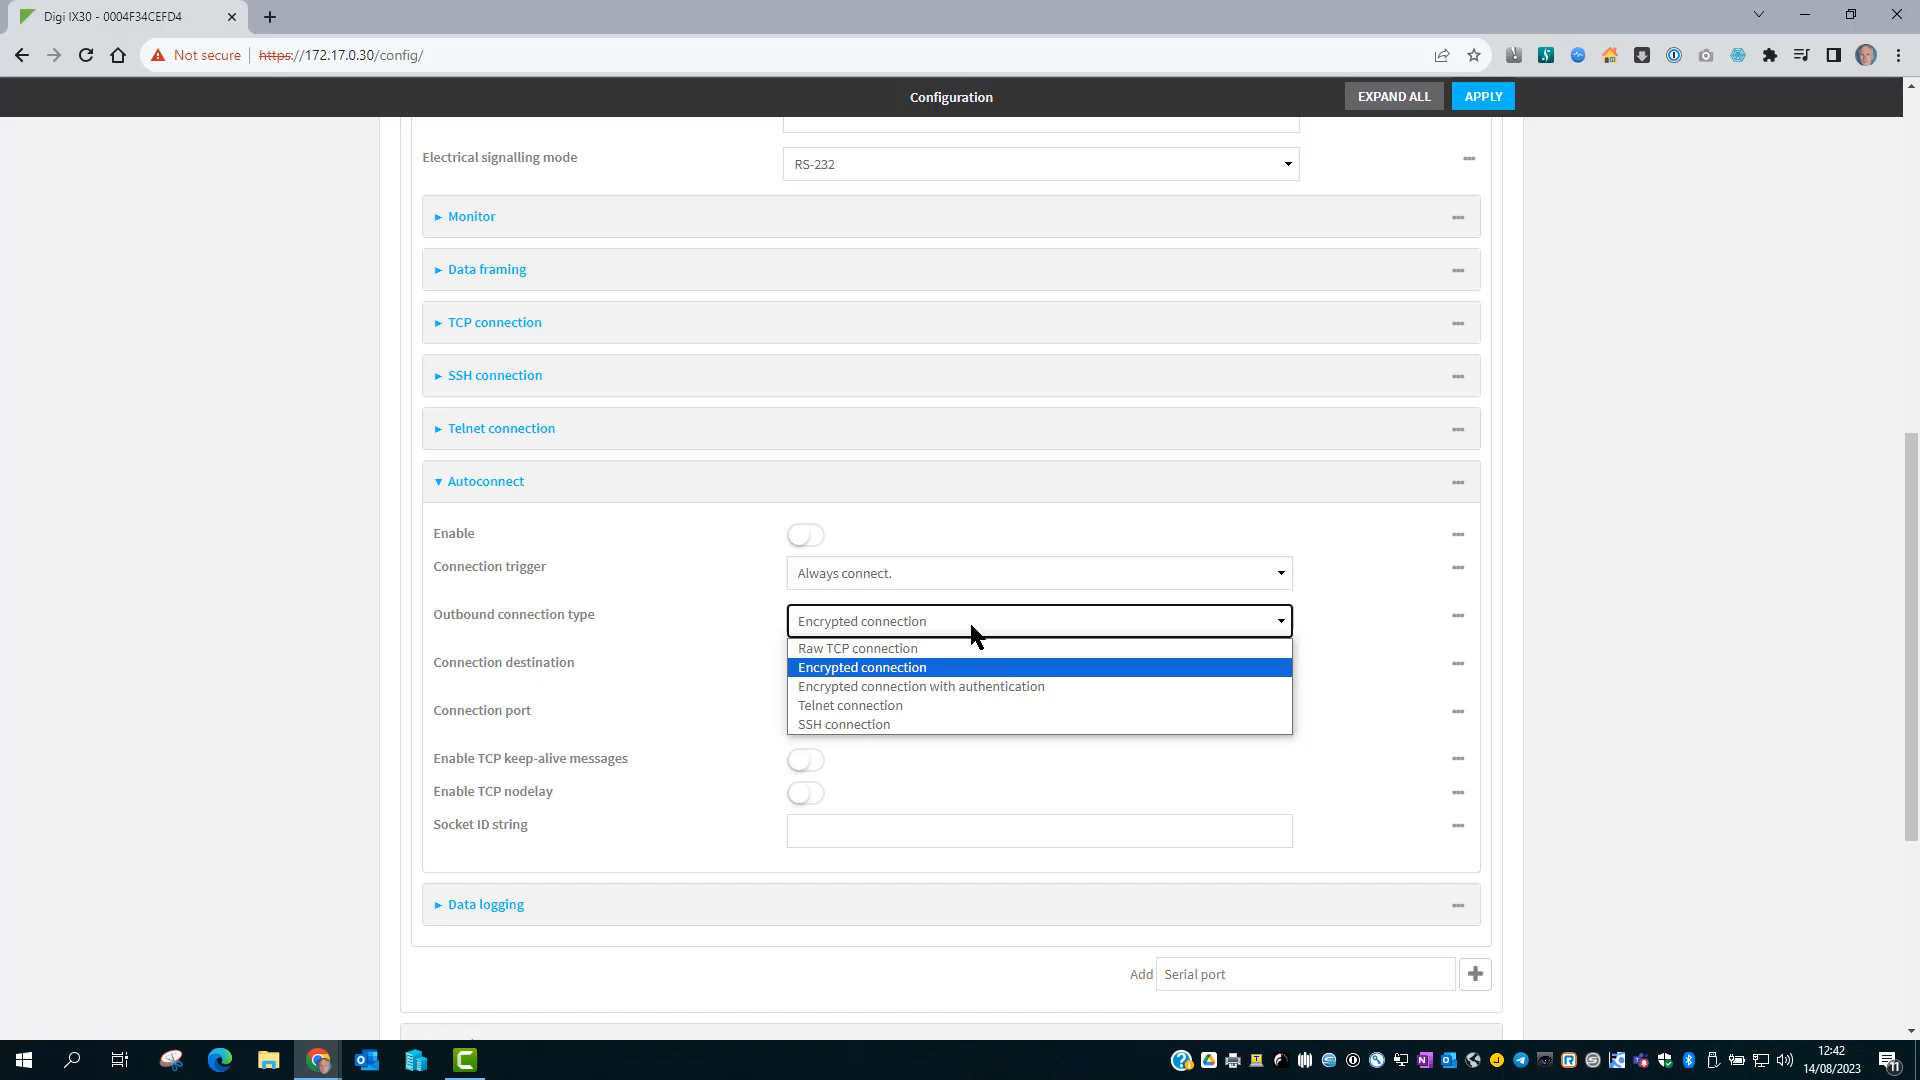 Digi IX30 - 0004F34CEFD4
Not secure https://172.17.0.30/config/
Configuration
EXPAND ALL
APPLY
Electrical signalling mode
RS-232
Monitor
Data framing
TCP connection
SSH connection
Telnet connection
Autoconnect
Enable
Connection trigger
Always connect.
Outbound connection type
Encrypted connection
Raw TCP connection
Encrypted connection
Encrypted connection with authentication
Telnet connection
SSH connection
Connection destination
Connection port
Enable TCP keep-alive messages
Enable TCP nodelay
Socket ID string
Data logging
Add Serial port
12:42
14/08/2023
11